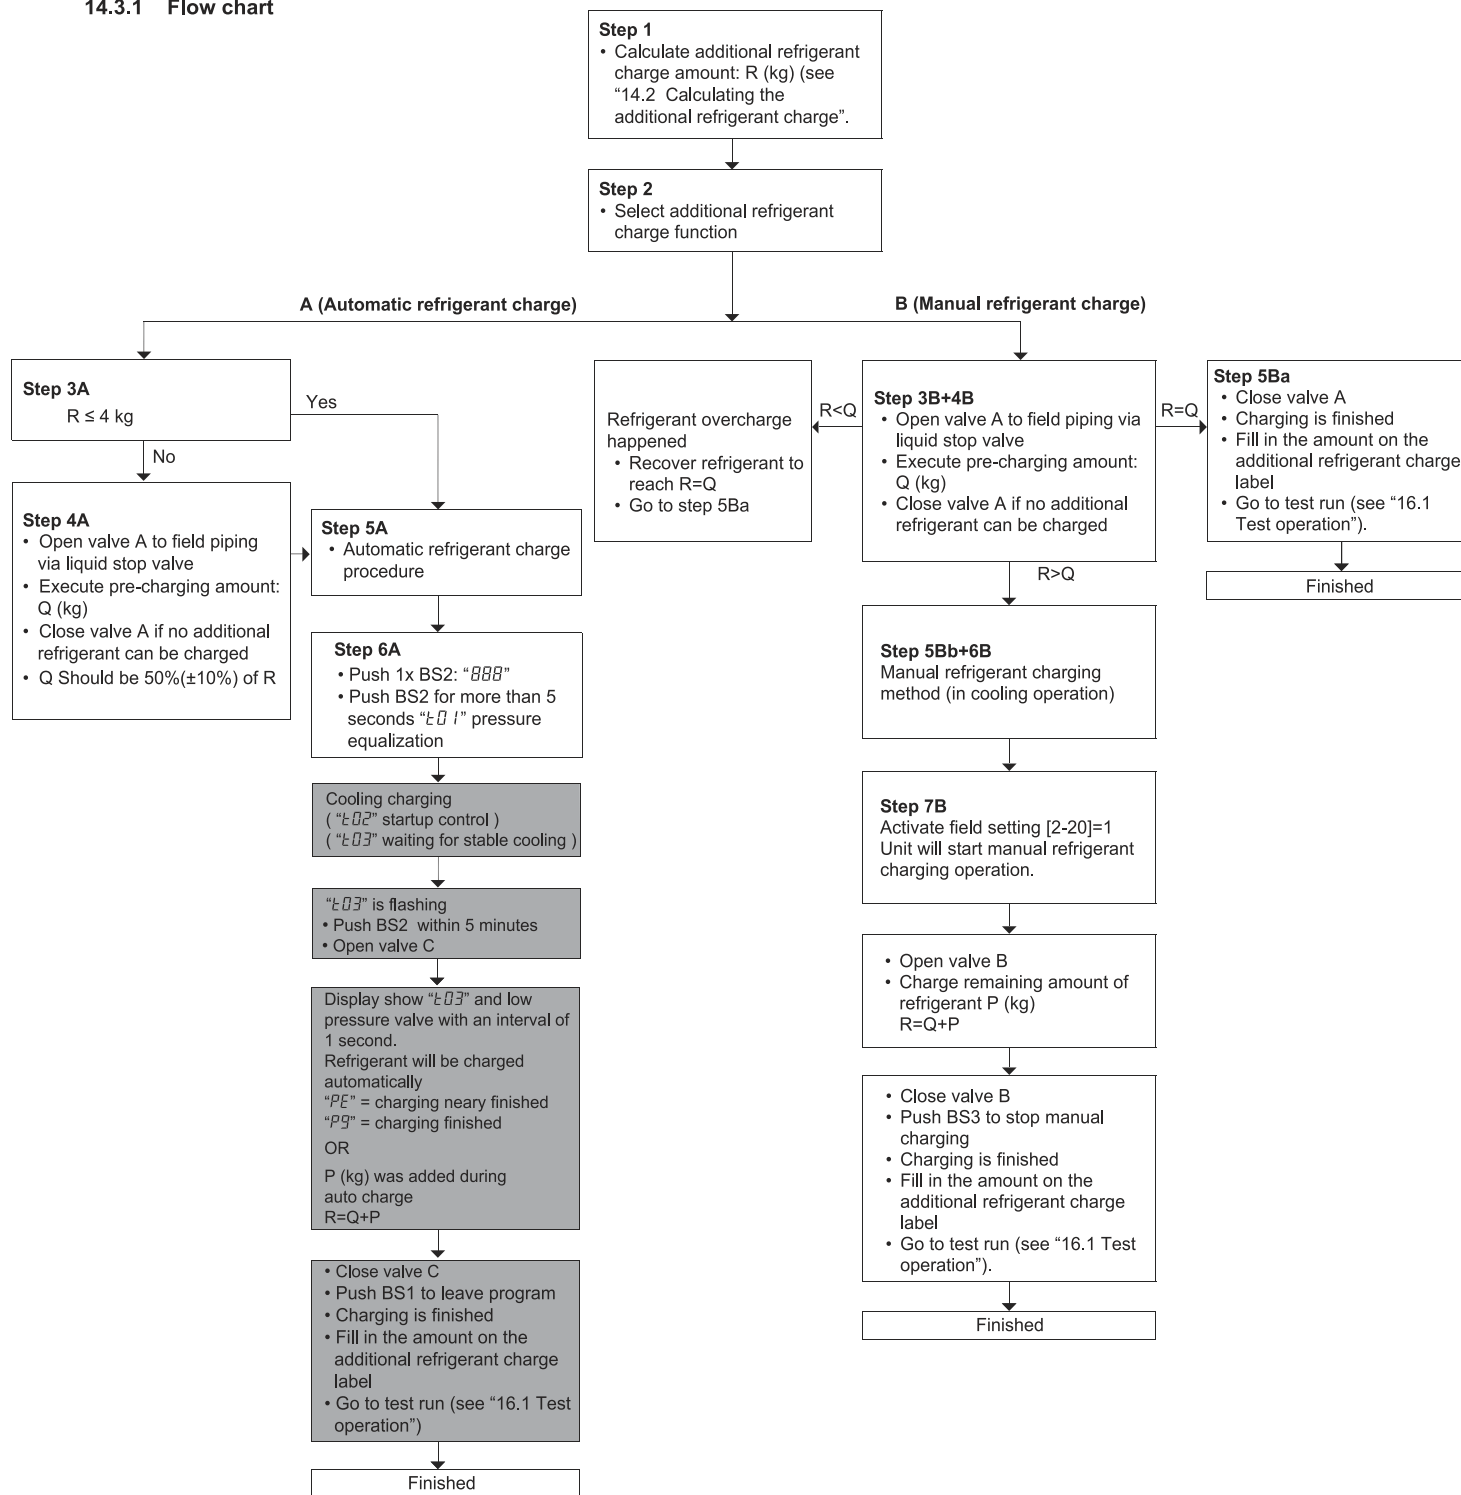 14.3.1 Flow chart
Step 1
• Calculate additional refrigerant
charge amount: R (kg) (see
“14.2 Calculating the
additional refrigerant charge”.
Step 2
• Select additional refrigerant
charge function
A (Automatic refrigerant charge)
B (Manual refrigerant charge)
Step 3A
R ≤ 4 kg
Yes
No
Step 4A
• Open valve A to field piping
via liquid stop valve
• Execute pre-charging amount:
Q (kg)
• Close valve A if no additional
refrigerant can be charged
• Q Should be 50%(±10%) of R
Step 5A
• Automatic refrigerant charge
procedure
Step 6A
• Push 1x BS2: “888”
• Push BS2 for more than 5
seconds “t01” pressure
equalization
Cooling charging
( “t02” startup control )
( “t03” waiting for stable cooling )
“t03” is flashing
• Push BS2 within 5 minutes
• Open valve C
Display show “t03” and low
pressure valve with an interval of
1 second.
Refrigerant will be charged
automatically
“PE” = charging neary finished
“P9” = charging finished
OR
P (kg) was added during
auto charge
R=Q+P
• Close valve C
• Push BS1 to leave program
• Charging is finished
• Fill in the amount on the
additional refrigerant charge
label
• Go to test run (see “16.1 Test
operation”)
Finished
Refrigerant overcharge
happened
• Recover refrigerant to
reach R=Q
• Go to step 5Ba
R<Q
Step 3B+4B
• Open valve A to field piping via
liquid stop valve
• Execute pre-charging amount:
Q (kg)
• Close valve A if no additional
refrigerant can be charged
R=Q
Step 5Ba
• Close valve A
• Charging is finished
• Fill in the amount on the
additional refrigerant charge
label
• Go to test run (see “16.1
Test operation”).
Finished
R>Q
Step 5Bb+6B
Manual refrigerant charging
method (in cooling operation)
Step 7B
Activate field setting [2-20]=1
Unit will start manual refrigerant
charging operation.
• Open valve B
• Charge remaining amount of
refrigerant P (kg)
R=Q+P
• Close valve B
• Push BS3 to stop manual
charging
• Charging is finished
• Fill in the amount on the
additional refrigerant charge
label
• Go to test run (see “16.1 Test
operation”).
Finished